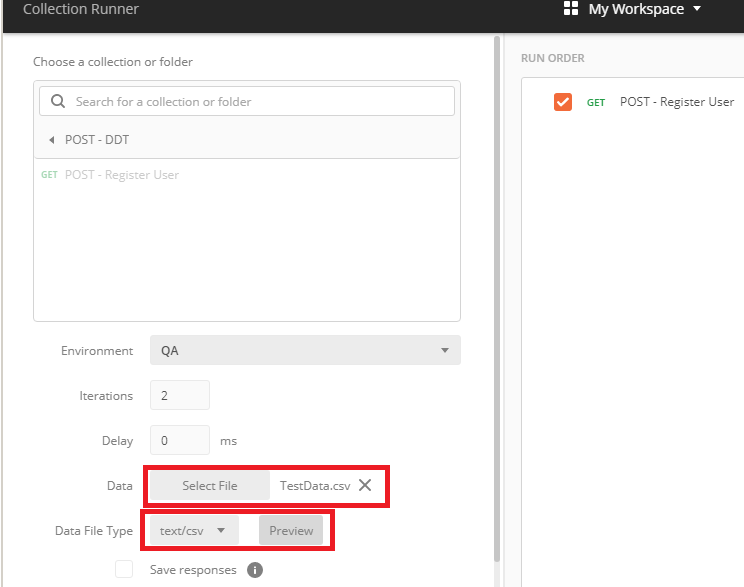 Collection Runner
My Workspace
Choose a collection or folder
Search for a collection or folder
POST - DDT
GET POST - Register User
Environment QA
Iterations 2
Delay 0 ms
Data Select File TestData.csv
Data File Type text/csv Preview
Save responses
RUN ORDER
GET POST - Register User